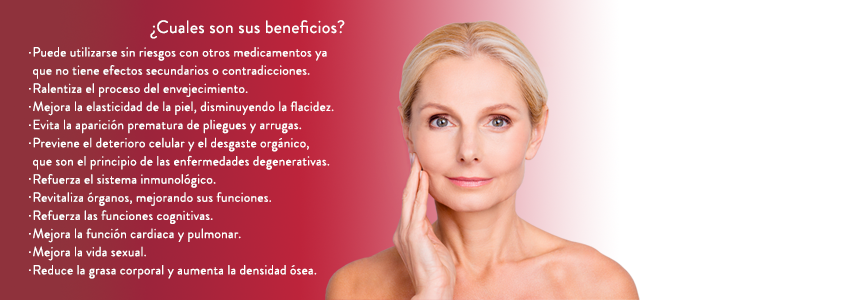 ¿Cuales son sus beneficios?
·Puede utilizarse sin riesgos con otros medicamentos ya
que no tiene efectos secundarios o contradicciones.
·Ralentiza el proceso del envejecimiento.
·Mejora la elasticidad de la piel, disminuyendo la flacidez.
·Evita la aparición prematura de pliegues y arrugas.
·Previene el deterioro celular y el desgaste orgánico,
que son el principio de las enfermedades degenerativas.
·Refuerza el sistema inmunológico.
·Revitaliza órganos, mejorando sus funciones.
·Refuerza las funciones cognitivas.
·Mejora la función cardiaca y pulmonar.
·Mejora la vida sexual.
·Reduce la grasa corporal y aumenta la densidad ósea.